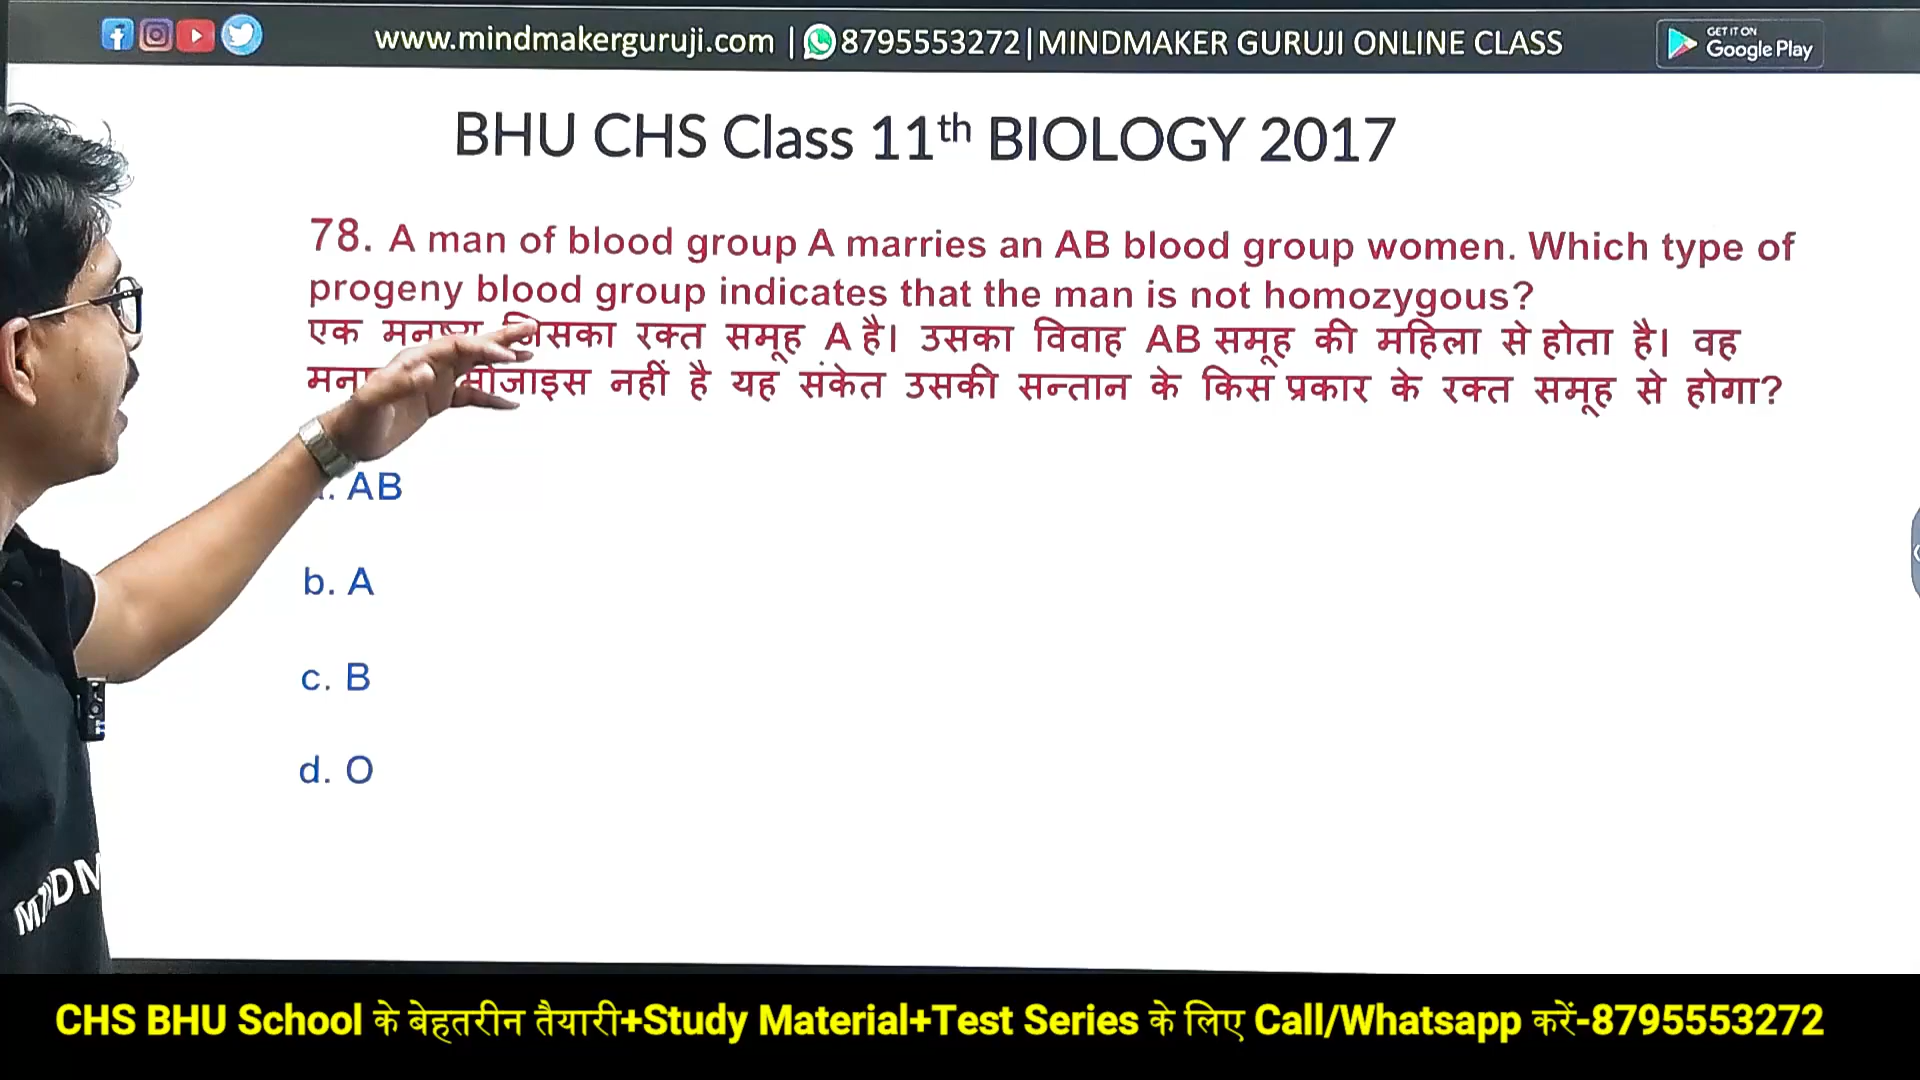 www.mindmakerguruji.com | 8795553272|MINDMAKER GURUJI ONLINE CLASS
GET IT ON
Google Play
BHU CHS Class 11th BIOLOGY 2017
78. A man of blood group A marries an AB blood group women. Which type of
progeny blood group indicates that the man is not homozygous?
एक रक्त समूह A है। उसका विवाह AB समूह की महिला से होता है। वह
नहीं है यह संकेत उसकी सन्तान के किस प्रकार के रक्त समूह से होगा?
AB
b. A
c. B
d. O
CHS BHU School के बेहतरीन तैयारी+Study Material+Test Series के लिए Call/Whatsapp करें-8795553272